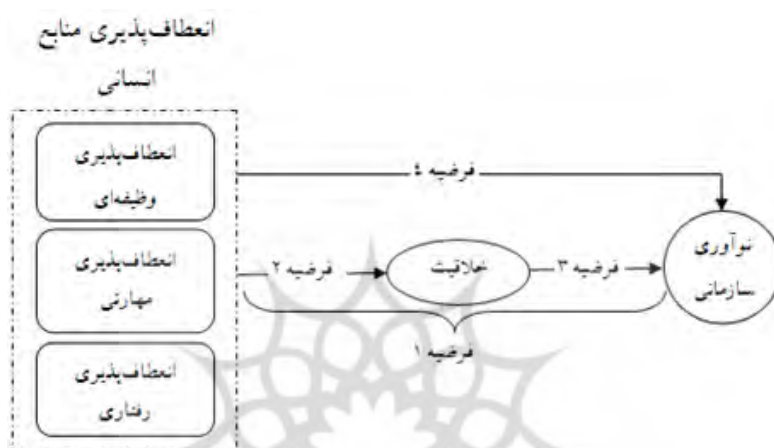 انعطاف‌پذیری منابع
انسانی
انعطاف‌پذیری
وظیفه‌ای
انعطاف‌پذیری
مهارتی
انعطاف‌پذیری
رفتاری
فرضیه ٤
فرضیه ۲
خلاقیت
فرضیه ۳
نوآوری
سازمانی
فرضیه ۱